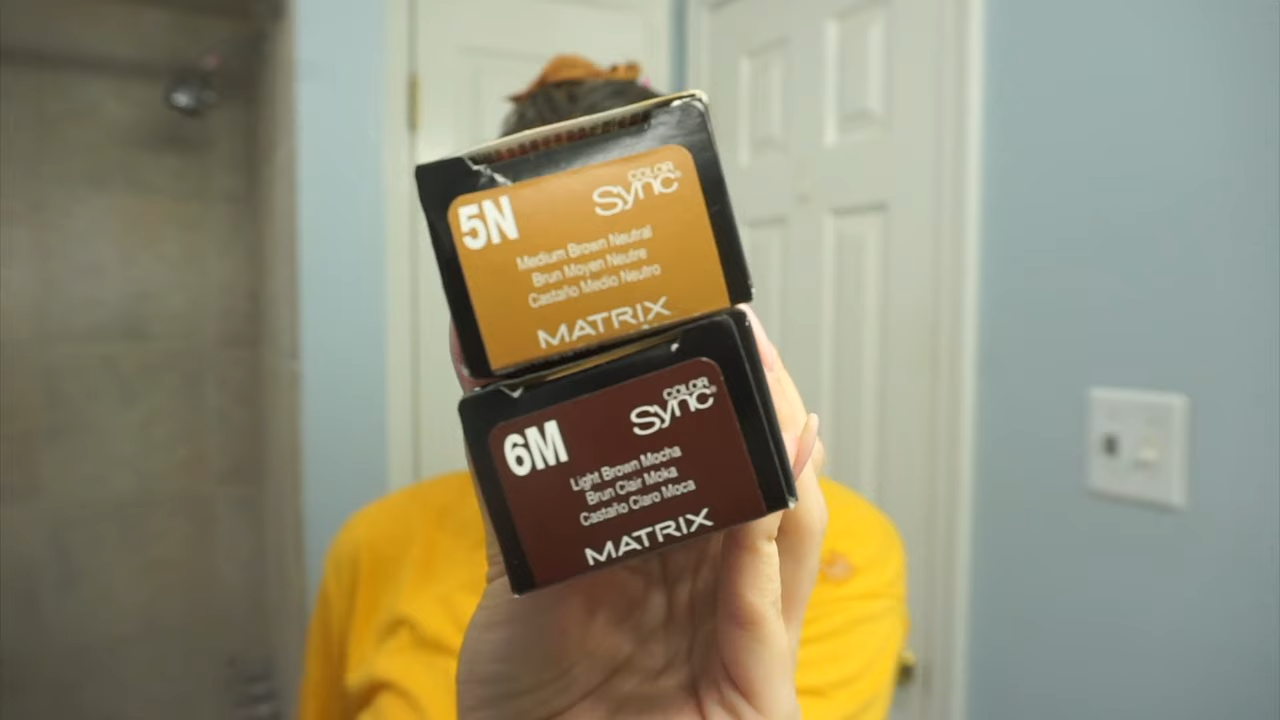 5N
COLOR
Sync®
Medium Brown Neutral
Brun Moyen Neutre
Castaño Medio Neutro
MATRIX
6M
COLOR
Sync®
Light Brown Mocha
Brun Clair Moka
Castaño Claro Moca
MATRIX